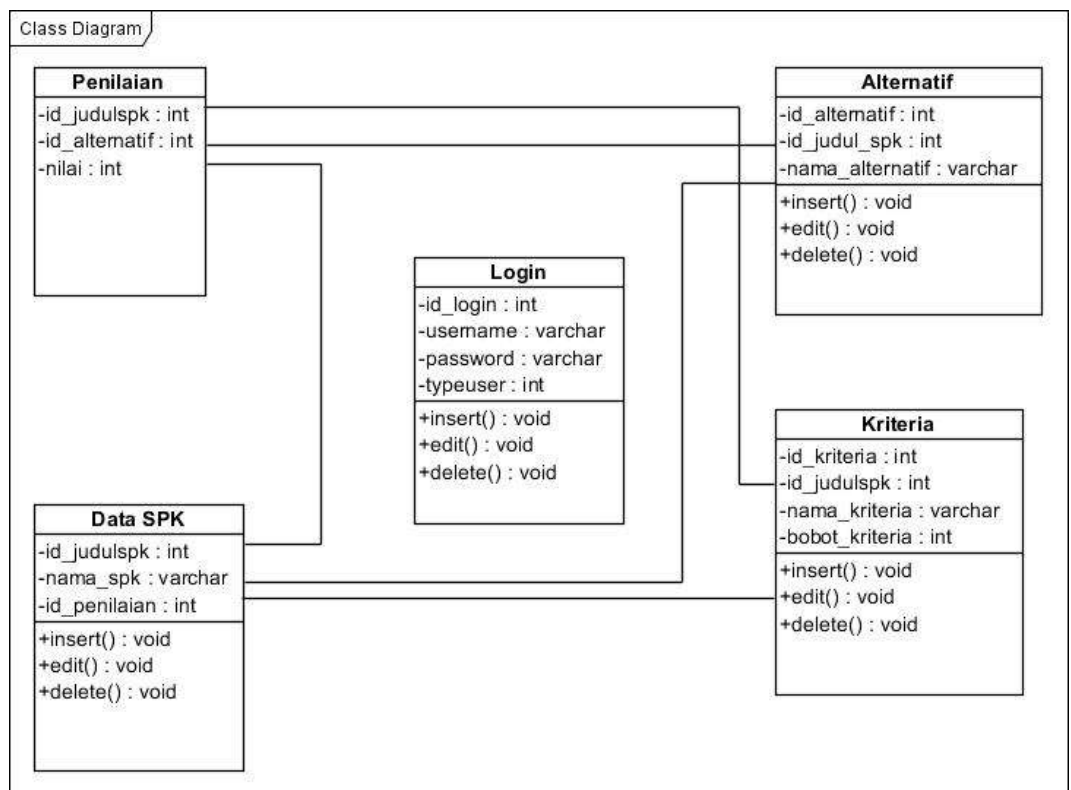 Class Diagram
Penilaian
-id_judulspk : int
-id_alternatif : int
-nilai : int
Alternatif
-id_alternatif : int
-id_judul_spk : int
-nama_alternatif : varchar
+insert() : void
+edit() : void
+delete() : void
Login
-id_login : int
-username : varchar
-password : varchar
-typeuser : int
+insert() : void
+edit() : void
+delete() : void
Kriteria
-id_kriteria : int
-id_judulspk : int
-nama_kriteria : varchar
-bobot_kriteria : int
+insert() : void
+edit() : void
+delete() : void
Data SPK
-id_judulspk : int
-nama_spk : varchar
-id_penilaian : int
+insert() : void
+edit() : void
+delete() : void